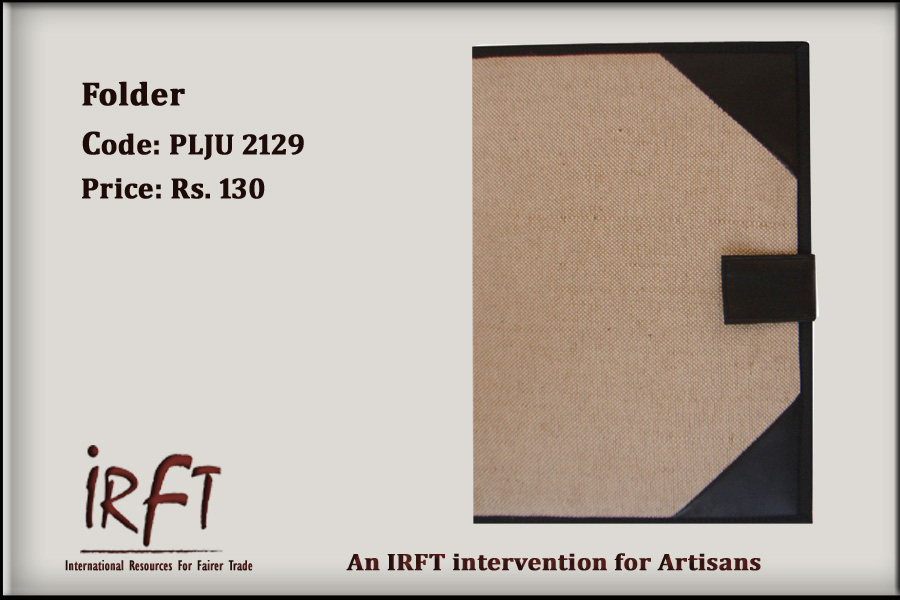 Folder
Code: PLJU 2129
Price: Rs. 130
iRFT
International Resources For Fairer Trade
An IRFT intervention for Artisans